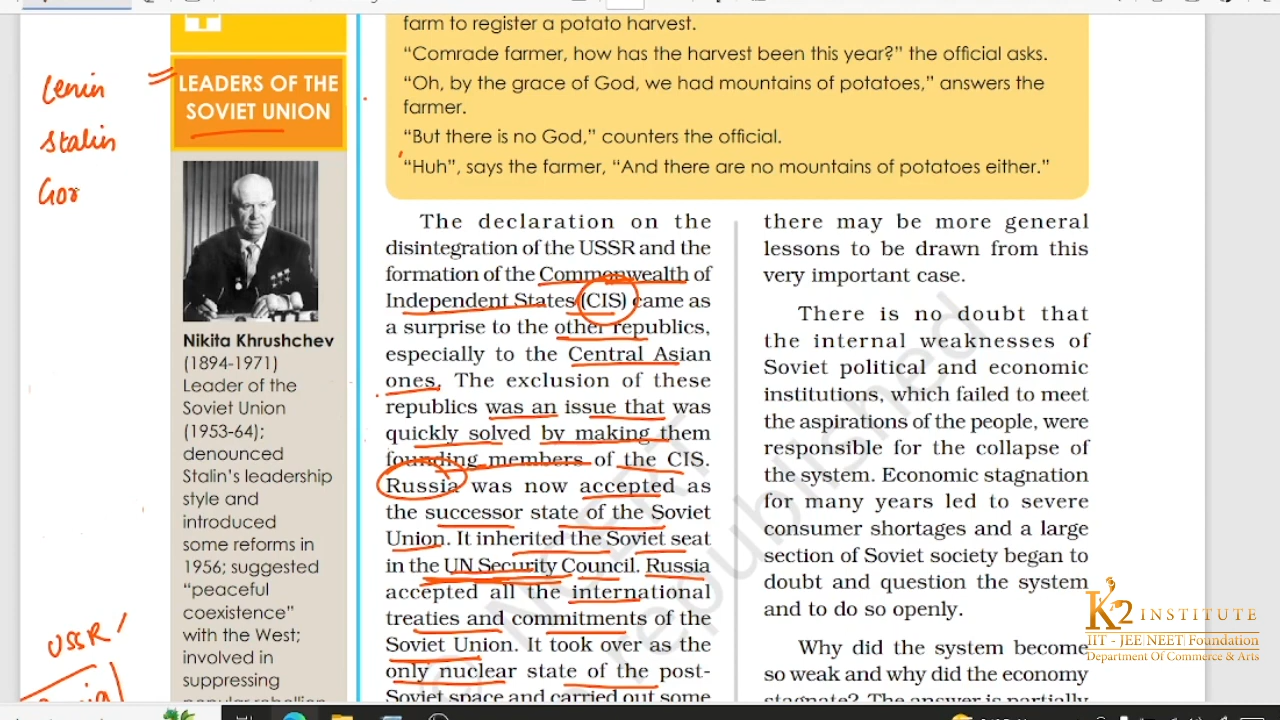 farm to register a potato harvest.
“Comrade farmer, how has the harvest been this year?” the official asks.
“Oh, by the grace of God, we had mountains of potatoes,” answers the
farmer.
“But there is no God,” counters the official.
“Huh”, says the farmer, “And there are no mountains of potatoes either.”
Lenin
Stalin
Gor
LEADERS OF THE
SOVIET UNION
Nikita Khrushchev
(1894-1971)
Leader of the
Soviet Union
(1953-64);
denounced
Stalin’s leadership
style and
introduced
some reforms in
1956; suggested
“peaceful
coexistence”
with the West;
involved in
suppressing
popular rebellion
USSR
The declaration on the
disintegration of the USSR and the
formation of the Commonwealth of
Independent States (CIS) came as
a surprise to the other republics,
especially to the Central Asian
ones. The exclusion of these
republics was an issue that was
quickly solved by making them
founding members of the CIS.
Russia was now accepted as
the successor state of the Soviet
Union. It inherited the Soviet seat
in the UN Security Council. Russia
accepted all the international
treaties and commitments of the
Soviet Union. It took over as the
only nuclear state of the post-
Soviet space and carried out some
there may be more general
lessons to be drawn from this
very important case.
There is no doubt that
the internal weaknesses of
Soviet political and economic
institutions, which failed to meet
the aspirations of the people, were
responsible for the collapse of
the system. Economic stagnation
for many years led to severe
consumer shortages and a large
section of Soviet society began to
doubt and question the system
and to do so openly.
Why did the system become
so weak and why did the economy
stagnate? The answer is partially
K2 INSTITUTE
IIT - JEE|NEET| Foundation
Department Of Commerce & Arts